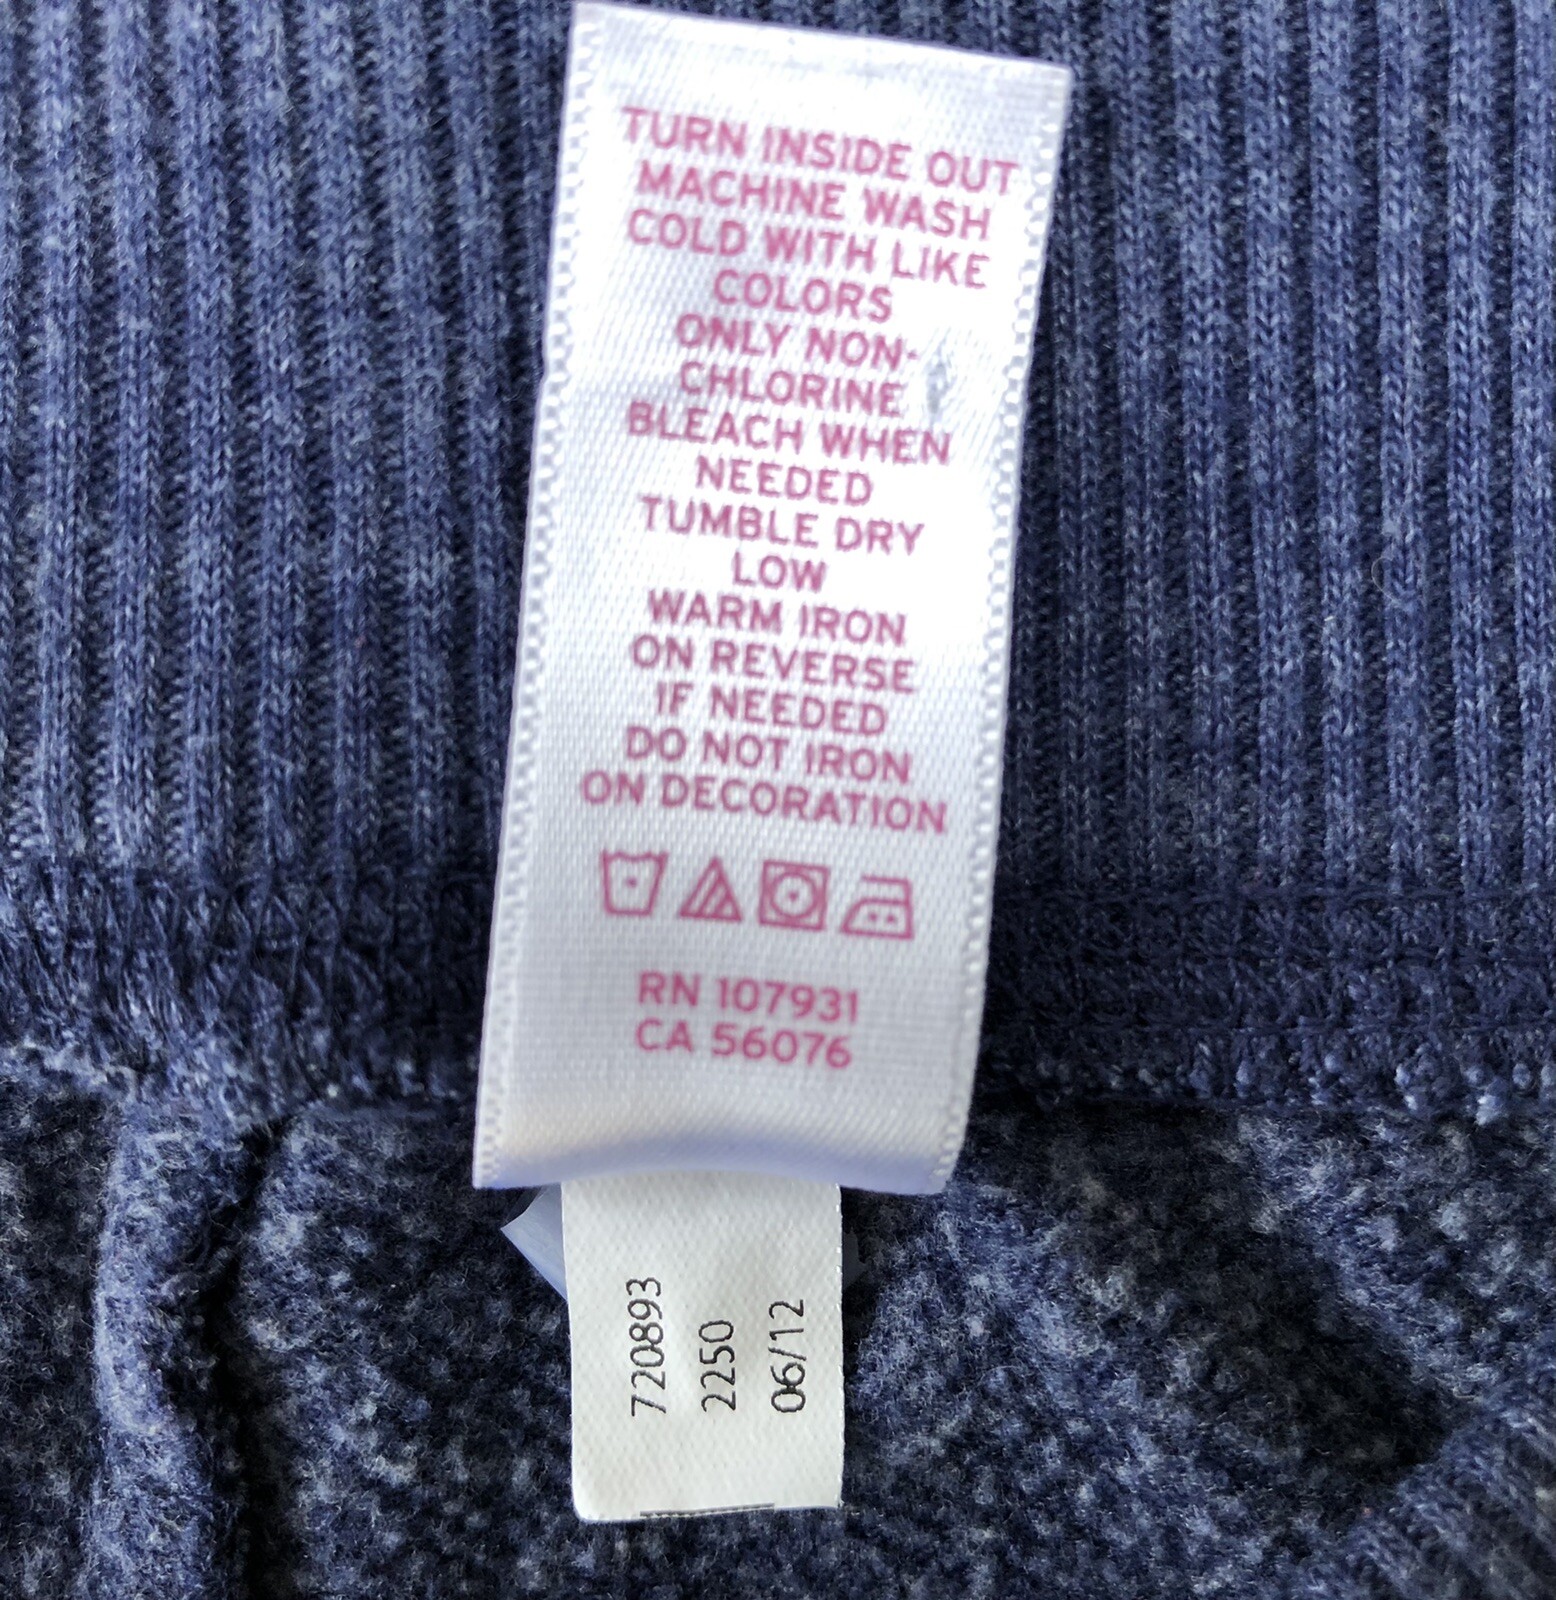 TURN INSIDE OUT
MACHINE WASH
COLD WITH LIKE
COLORS
ONLY NON-
CHLORINE
BLEACH WHEN
NEEDED
TUMBLE DRY
LOW
WARM IRON
ON REVERSE
IF NEEDED
DO NOT IRON
ON DECORATION
RN 107931
CA 56076
720893
2250
06/12